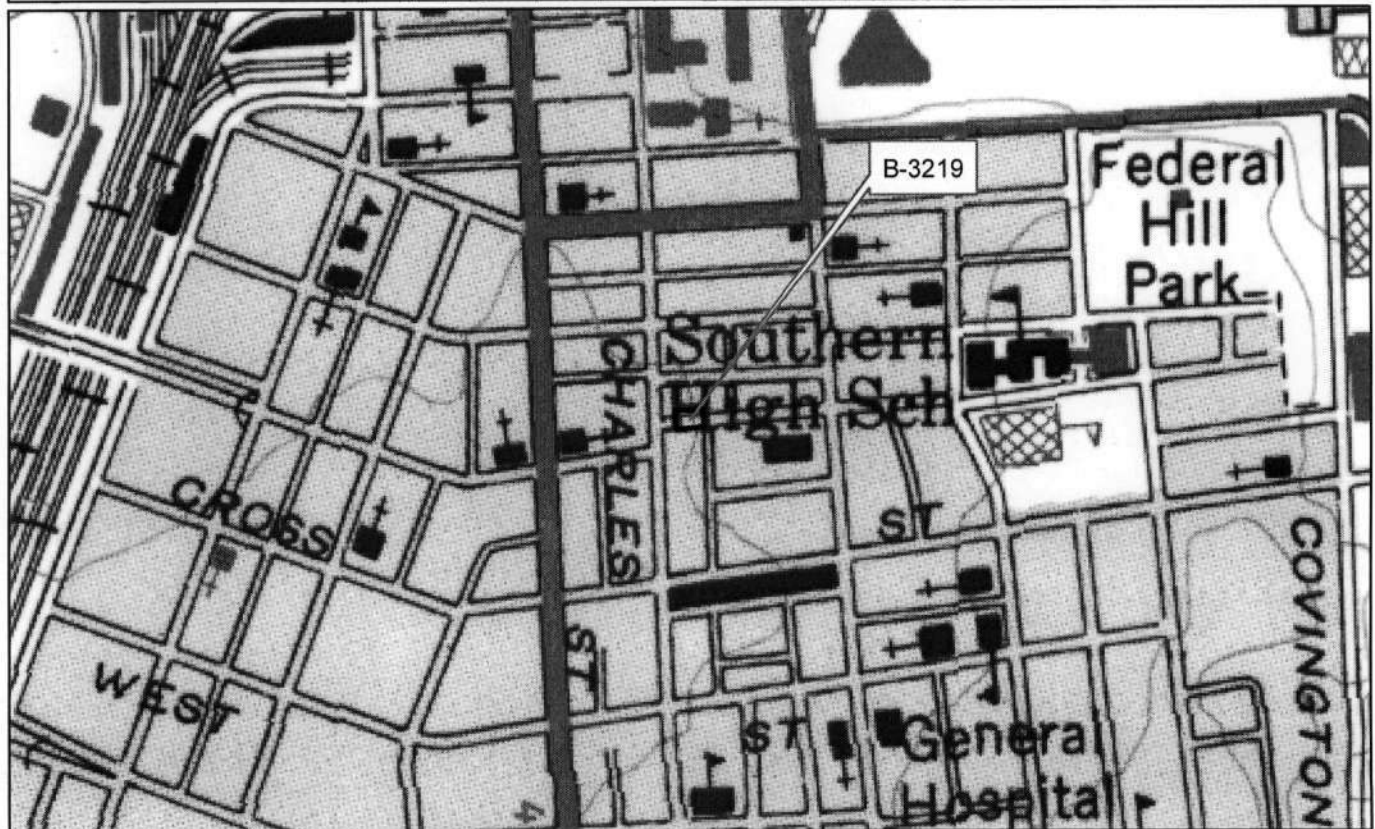 B-3219
Federal
Hill
Park
Southern
High Sch
CHARLES
ST
CROSS
ST
WEST
ST
General
Hospital
COVINGTON
4